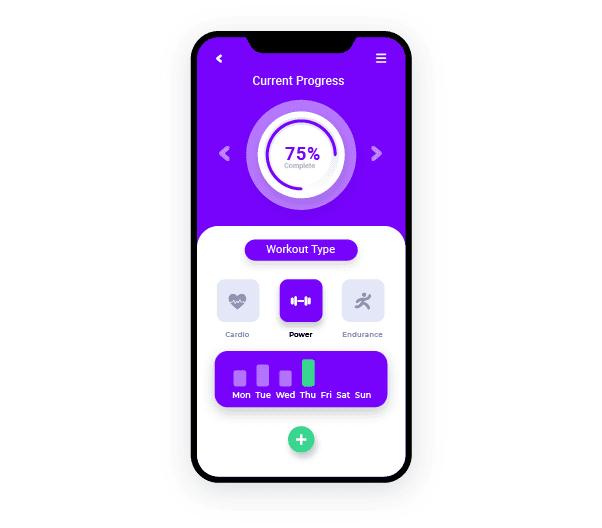 Current Progress
75%
Complete
Workout Type
Cardio Power Endurance
Mon Tue Wed Thu Fri Sat Sun